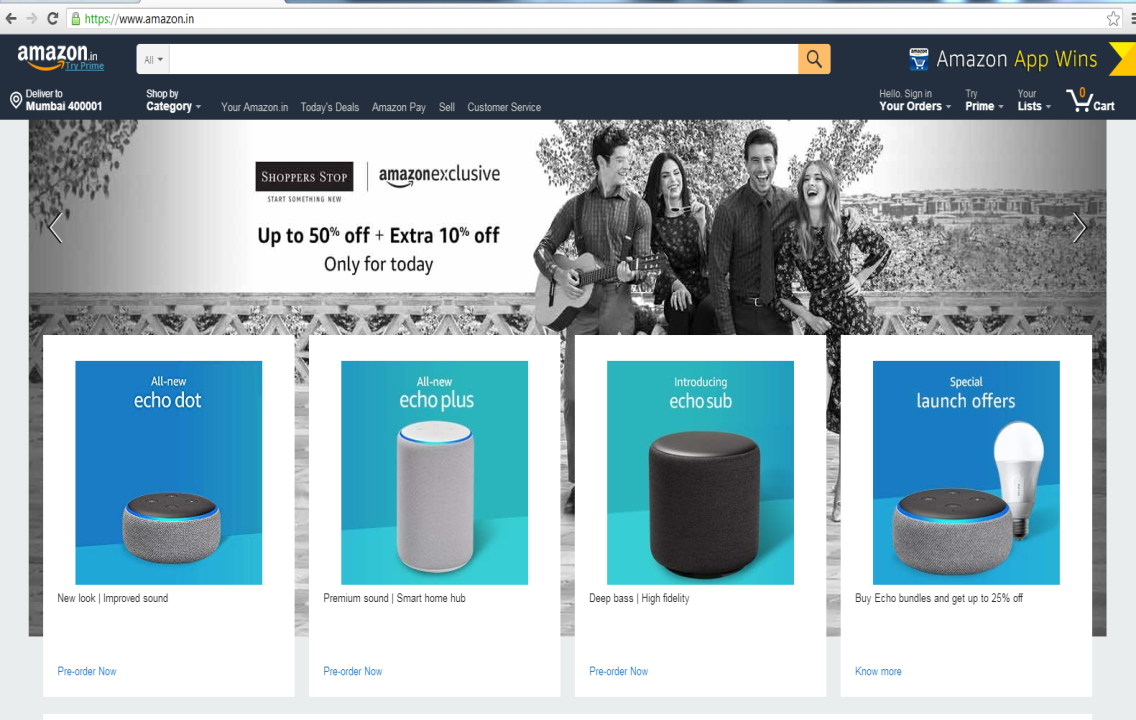 https://www.amazon.in
amazon.in
Try Prime
All
amazon
Amazon App Wins
Deliver to
Mumbai 400001
Shop by
Category
Your Amazon.in
Today's Deals
Amazon Pay
Sell
Customer Service
Hello. Sign in
Your Orders
Try
Prime
Your
Lists
0
Cart
SHOPPERS STOP
START SOMETHING NEW
amazonexclusive
Up to 50% off + Extra 10% off
Only for today
All-new
echo dot
New look | Improved sound
Pre-order Now
All-new
echo plus
Premium sound | Smart home hub
Pre-order Now
Introducing
echo sub
Deep bass | High fidelity
Pre-order Now
Special
launch offers
Buy Echo bundles and get up to 25% off
Know more